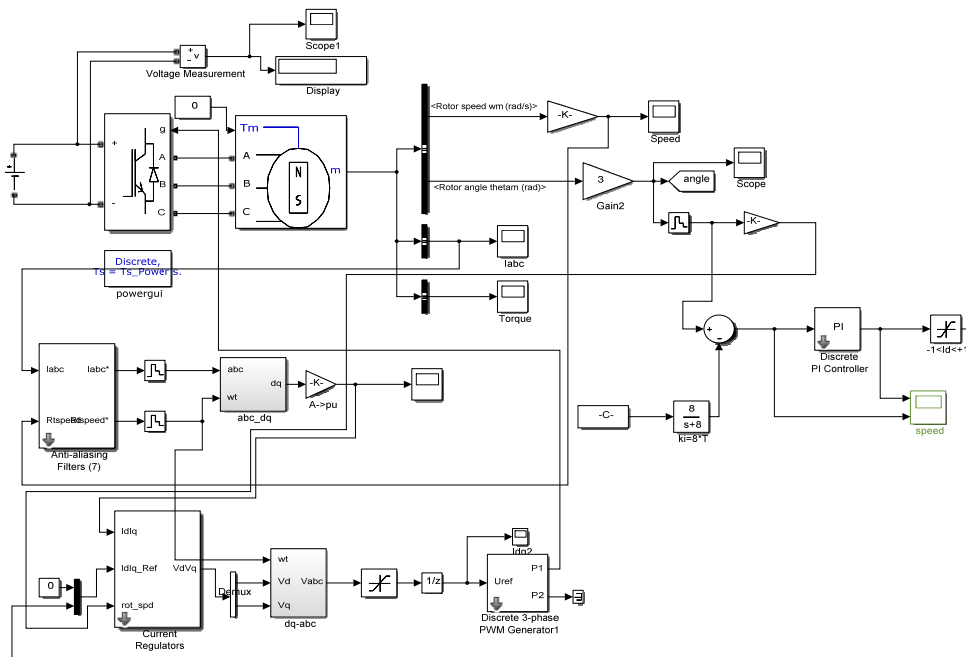 Scope1
+
v
-
Voltage Measurement
Display
0
g
+
A
B
-
C
Tm
A
B
C
m
N
S
<Rotor speed wm (rad/s)>
-K-
Speed
<Rotor angle thetam (rad)>
3
Gain2
angle
Scope
-K-
Iabc
Torque
Discrete,
Ts = Ts_Power s.
powergui
+
-
PI
Discrete
PI Controller
-1<Id<+1
-C-
8
s+8
ki=8*T
speed
Iabc
Iabc*
Rtspeed
Rtspeed*
Anti-aliasing
Filters (7)
abc
dq
wt
abc_dq
-K-
A->pu
IdIq
IdIq_Ref
VdVq
rot_spd
Current
Regulators
0
Demux
wt
Vd
Vabc
Vq
dq-abc
1/z
Idq2
P1
Uref
P2
Discrete 3-phase
PWM Generator1